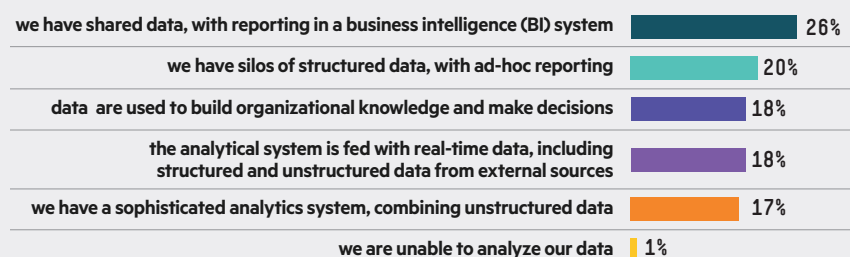 we have shared data, with reporting in a business intelligence (BI) system 26%
we have silos of structured data, with ad-hoc reporting 20%
data are used to build organizational knowledge and make decisions 18%
the analytical system is fed with real-time data, including
structured and unstructured data from external sources 18%
we have a sophisticated analytics system, combining unstructured data 17%
we are unable to analyze our data 1%